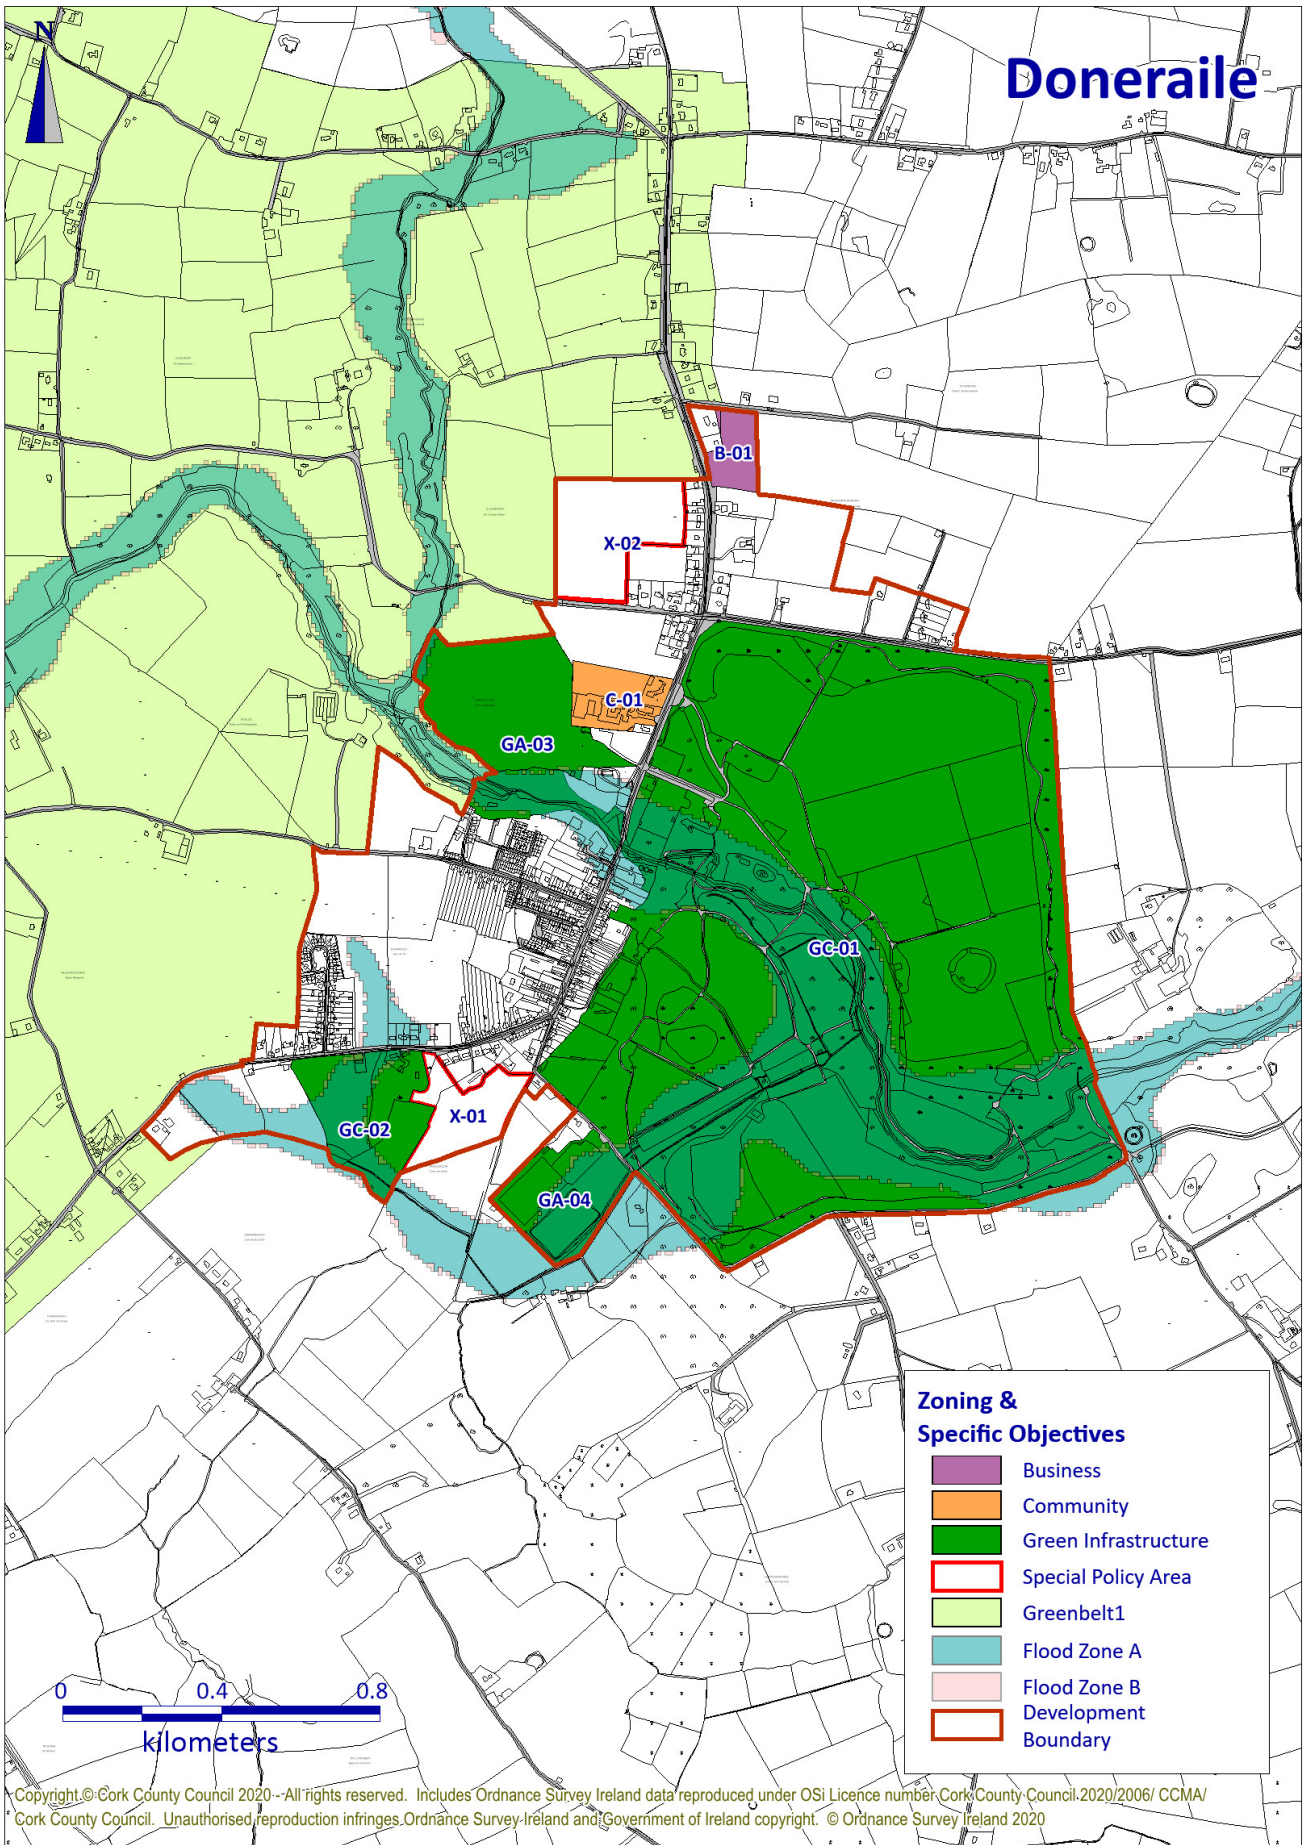 N
Doneraile
B-01
X-02
C-01
GA-03
GC-01
X-01
GC-02
GA-04
Zoning &
Specific Objectives
Business
Community
Green Infrastructure
Special Policy Area
Greenbelt1
Flood Zone A
Flood Zone B
Development
Boundary
0 0.4 0.8
kilometers
Copyright © Cork County Council 2020 - All rights reserved. Includes Ordnance Survey Ireland data reproduced under OSi Licence number Cork County Council 2020/2006/ CCMA/
Cork County Council. Unauthorised reproduction infringes Ordnance Survey Ireland and Government of Ireland copyright. © Ordnance Survey Ireland 2020